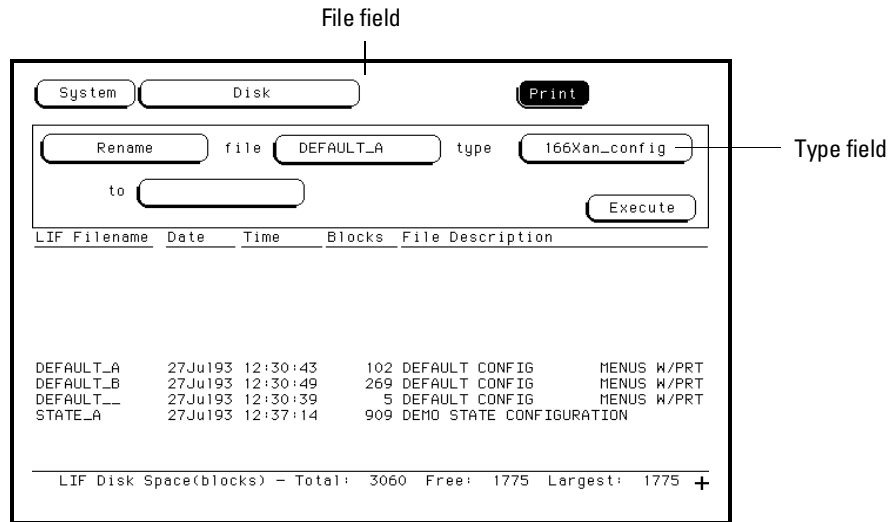 File field
System Disk Print
Rename file DEFAULT_A type 166Xan_config
Type field
to
Execute
LIF Filename Date Time Blocks File Description
DEFAULT_A 27Jul93 12:30:43 102 DEFAULT CONFIG MENUS W/PRT
DEFAULT_B 27Jul93 12:30:49 269 DEFAULT CONFIG MENUS W/PRT
DEFAULT__ 27Jul93 12:30:39 5 DEFAULT CONFIG MENUS W/PRT
STATE_A 27Jul93 12:37:14 909 DEMO STATE CONFIGURATION
LIF Disk Space(blocks) – Total: 3060 Free: 1775 Largest: 1775 +